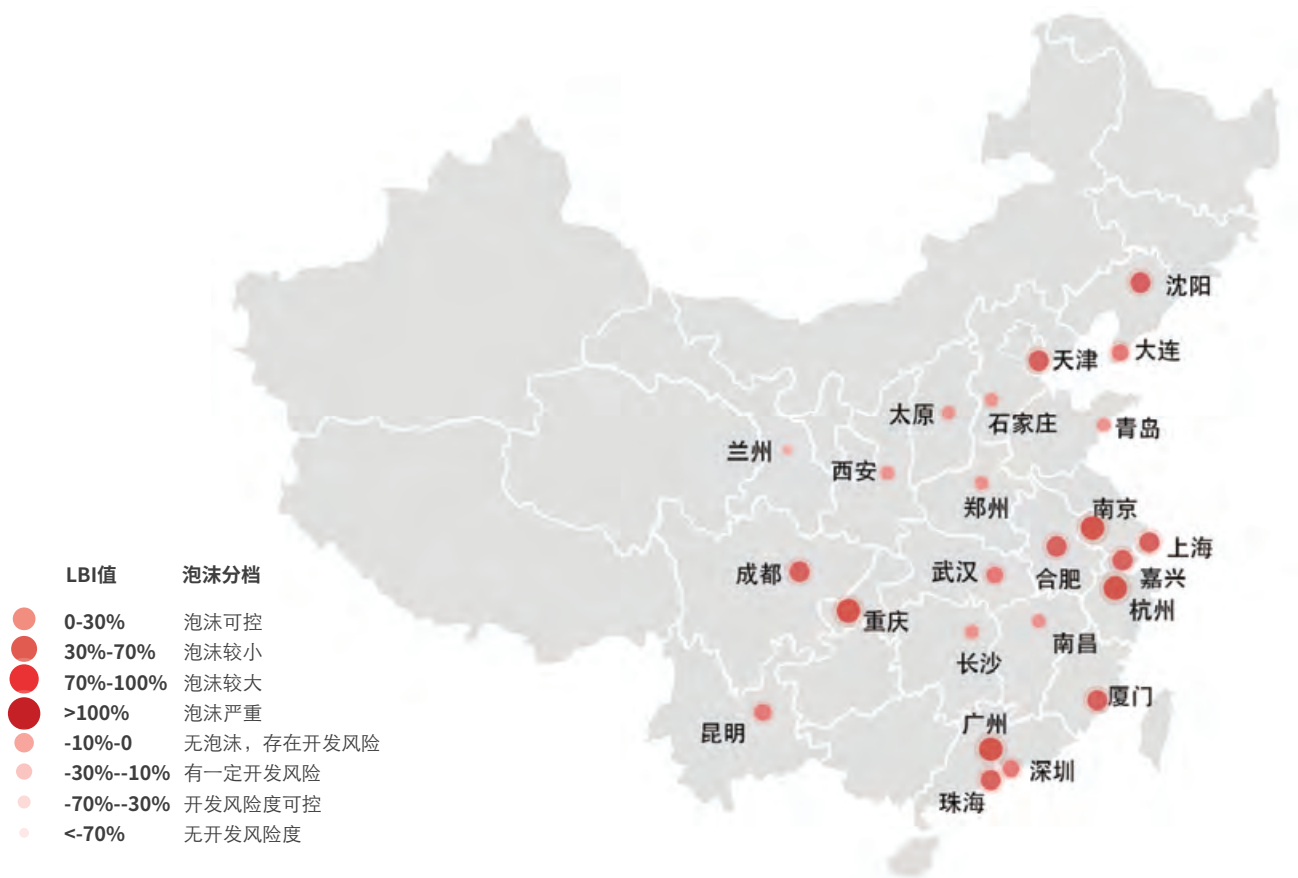 沈阳
大连
天津
太原
石家庄
青岛
兰州
西安
郑州
南京
上海
合肥
嘉兴
杭州
成都
武汉
重庆
南昌
长沙
厦门
昆明
广州
深圳
珠海
LBI值 泡沫分档
0-30% 泡沫可控
30%-70% 泡沫较小
70%-100% 泡沫较大
>100% 泡沫严重
-10%-0 无泡沫，存在开发风险
-30%--10% 有一定开发风险
-70%--30% 开发风险度可控
<-70% 无开发风险度